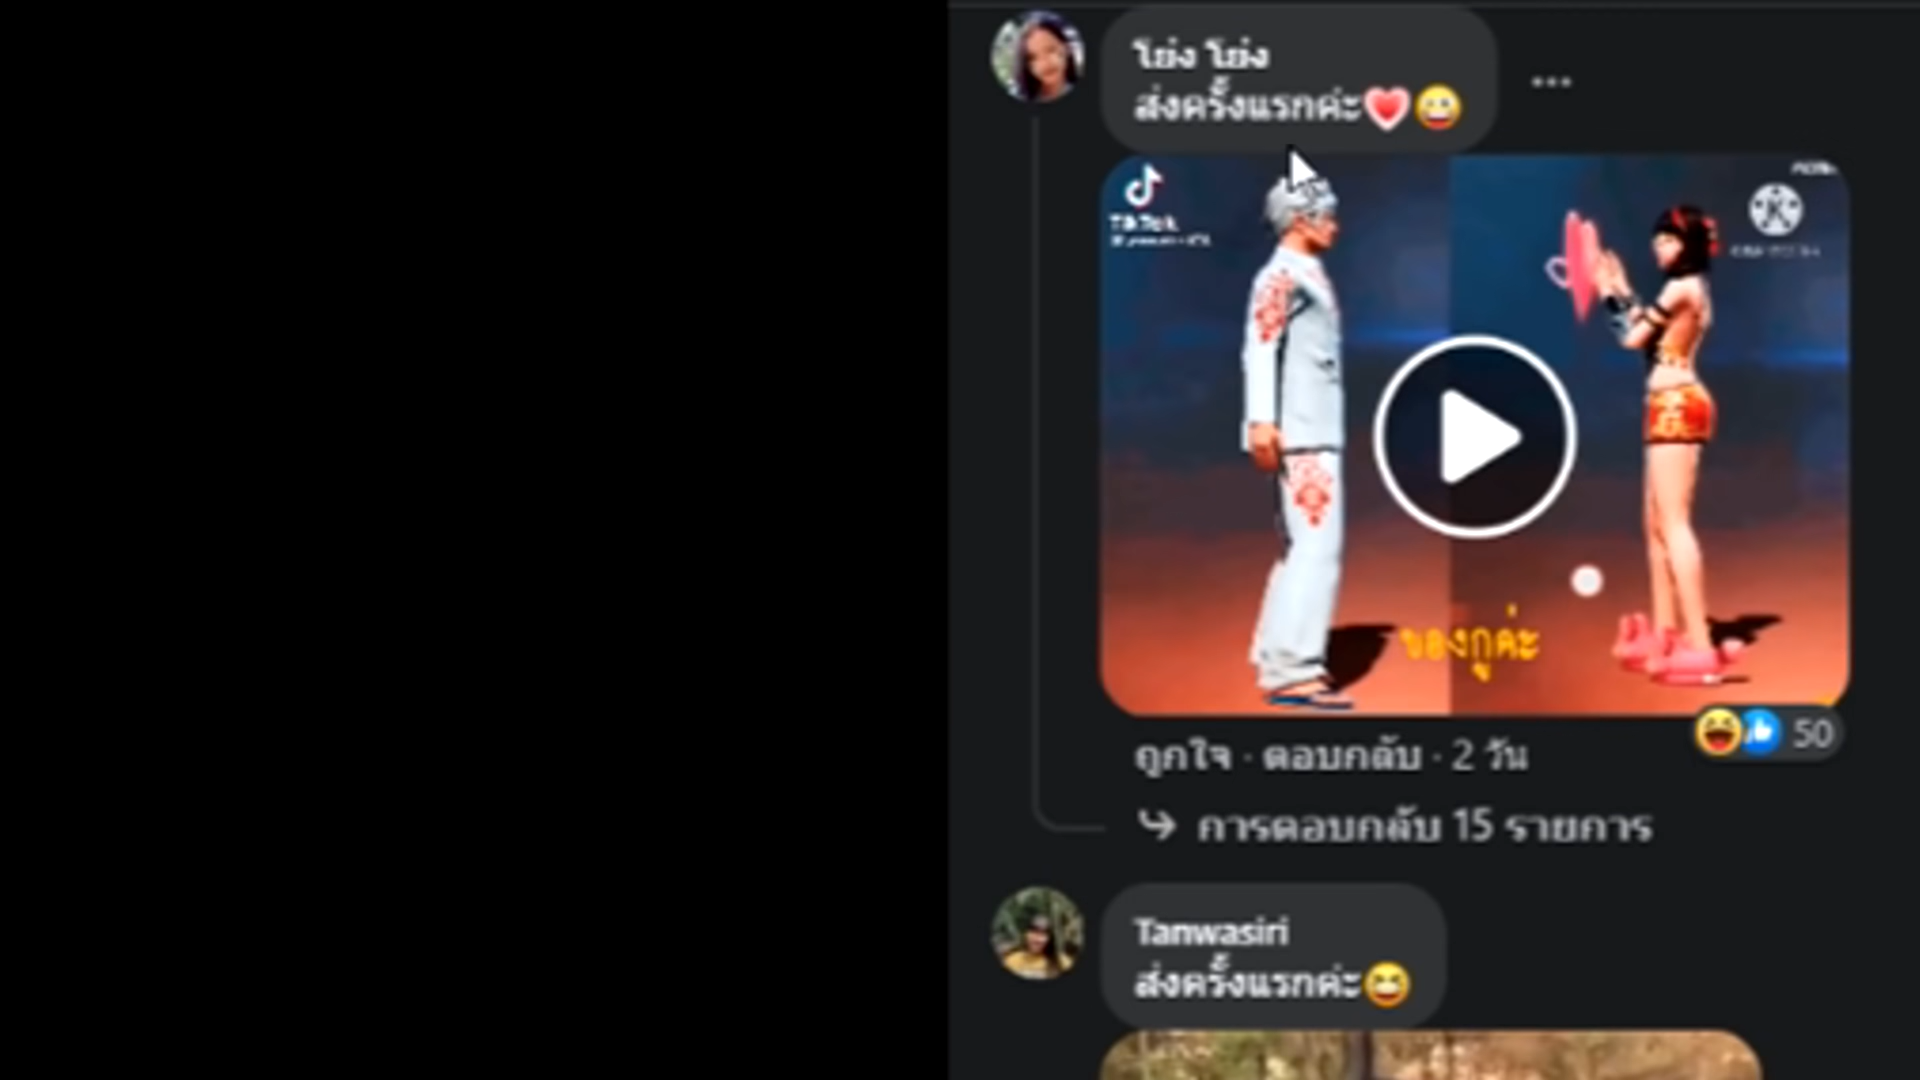 โย่ง โย่ง
ส่งครั้งแรกค่ะ❤😀
TikTok
ของกูค่ะ
50
ถูกใจ · ตอบกลับ · 2 วัน
การตอบกลับ 15 รายการ
Tanwasiri
ส่งครั้งแรกค่ะ😆